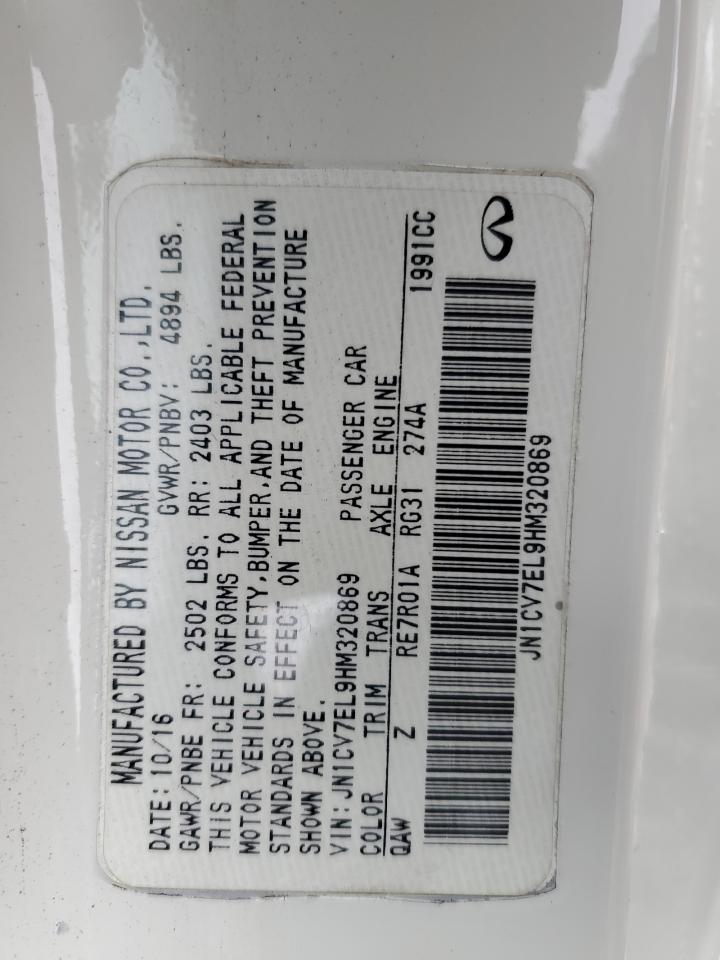 MANUFACTURED BY NISSAN MOTOR CO.,LTD.
DATE: 10/16 GVWR/PNBV: 4894 LBS.
GAWR/PNBE FR: 2502 LBS. RR: 2403 LBS.
THIS VEHICLE CONFORMS TO ALL APPLICABLE FEDERAL
MOTOR VEHICLE SAFETY,BUMPER,AND THEFT PREVENTION
STANDARDS IN EFFECT ON THE DATE OF MANUFACTURE
SHOWN ABOVE.
VIN: JN1CV7EL9HM320869 PASSENGER CAR
COLOR TRIM TRANS AXLE ENGINE
QAW Z RE7R01A RG31 274A 1991CC
JN1CV7EL9HM320869